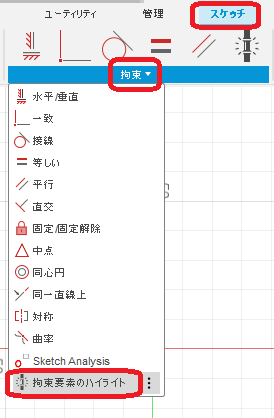 ユーティリティ 管理 スケッチ
拘束
水平/垂直
一致
接線
等しい
平行
直交
固定/固定解除
中点
同心円
同一直線上
対称
曲率
Sketch Analysis
拘束要素のハイライト